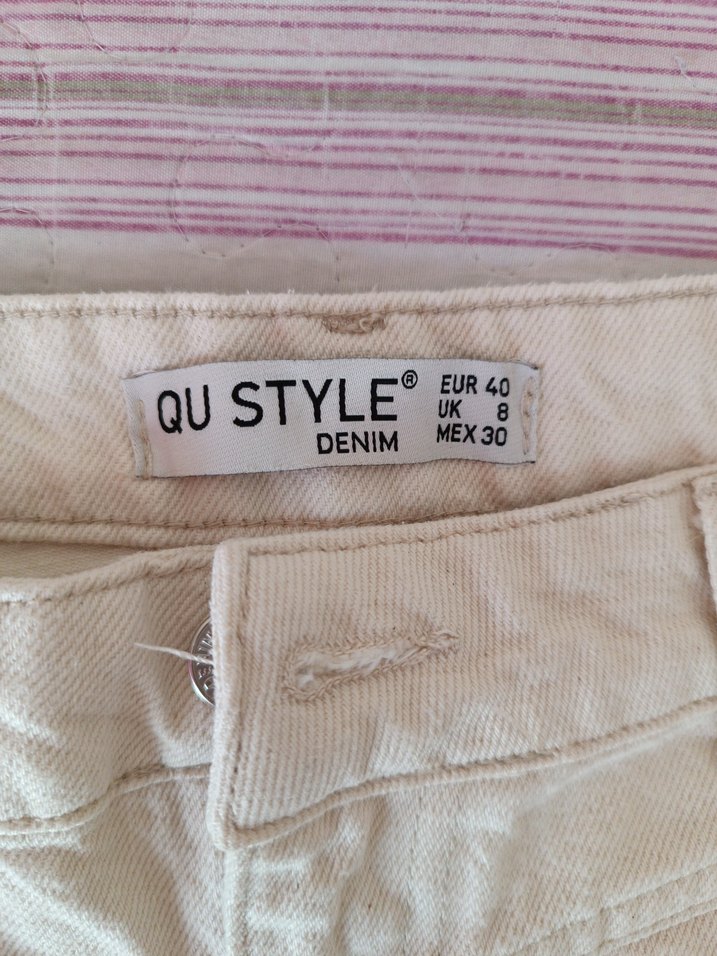 QU STYLE®
DENIM
EUR 40
UK 8
MEX 30